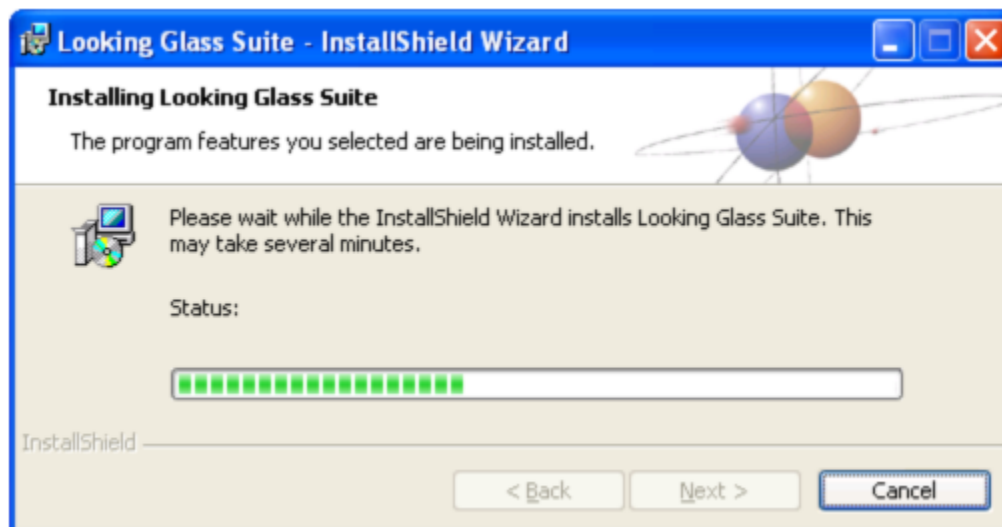 Looking Glass Suite - InstallShield Wizard
Installing Looking Glass Suite
The program features you selected are being installed.
Please wait while the InstallShield Wizard installs Looking Glass Suite. This
may take several minutes.
Status:
InstallShield
< Back
Next >
Cancel